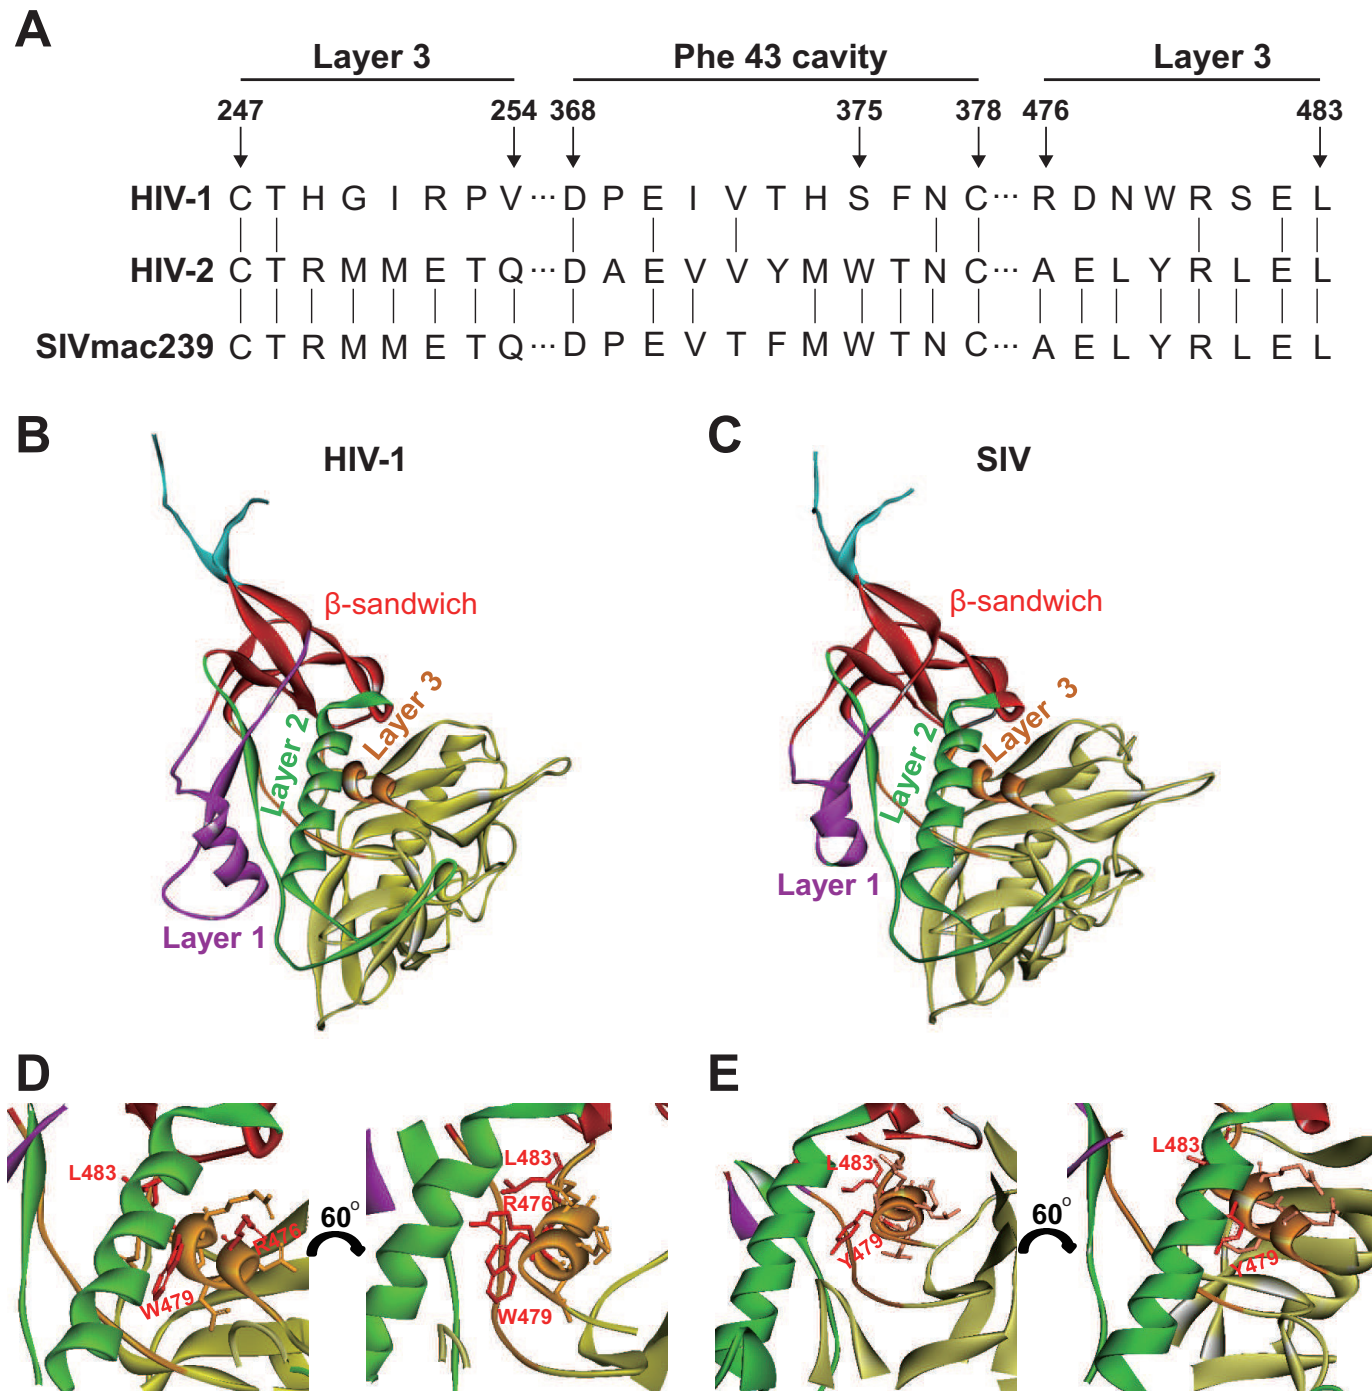 A
Layer 3 Phe 43 cavity Layer 3
247 254 368 375 378 476 483
HIV-1 C T H G I R P V ··· D P E I V T H S F N C ··· R D N W R S E L
HIV-2 C T R M M E T Q ··· D A E V V Y M W T N C ··· A E L Y R L E L
SIVmac239 C T R M M E T Q ··· D P E V T F M W T N C ··· A E L Y R L E L
B
HIV-1
β-sandwich
Layer 2
Layer 3
Layer 1
C
SIV
β-sandwich
Layer 2
Layer 3
Layer 1
D
L483
R476
W479
60°
L483
R476
W479
E
L483
Y479
60°
L483
Y479